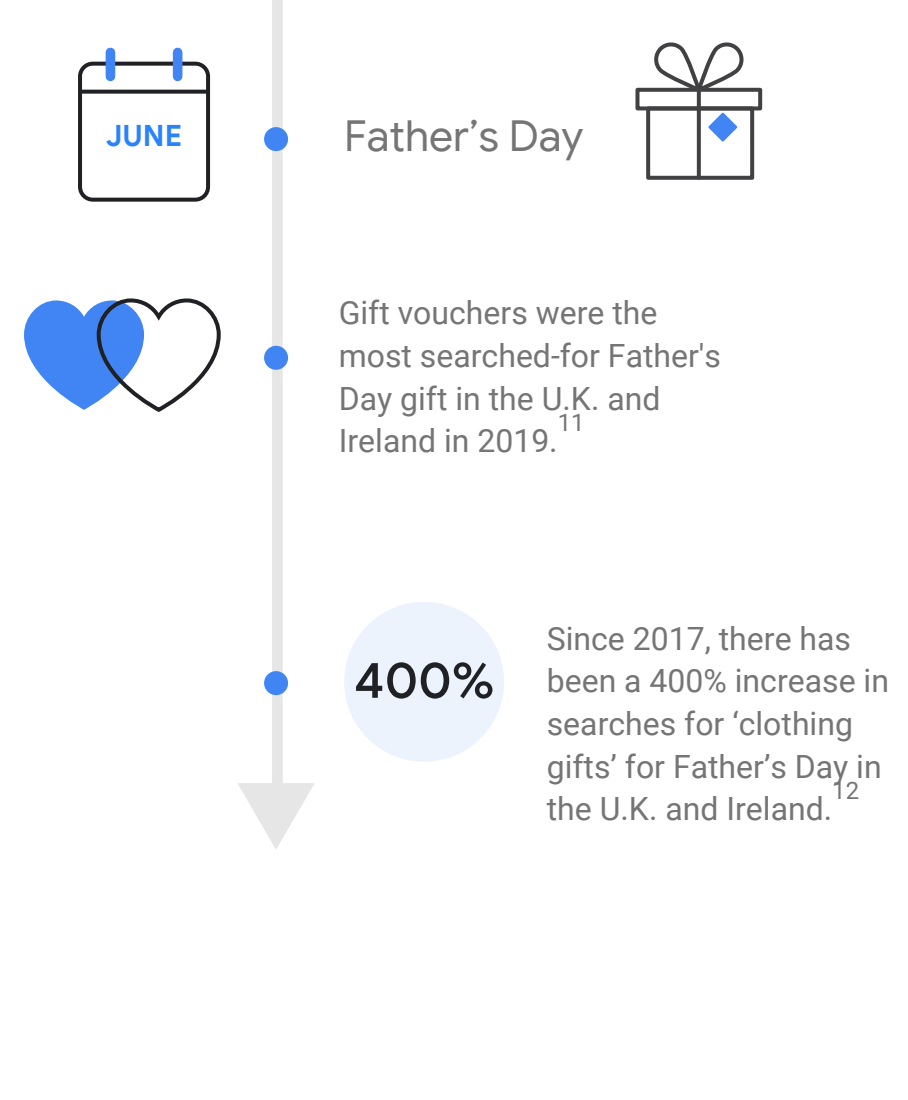 JUNE
Father’s Day
Gift vouchers were the
most searched-for Father's
Day gift in the U.K. and
Ireland in 2019.11
400%
Since 2017, there has
been a 400% increase in
searches for ‘clothing
gifts’ for Father’s Day in
the U.K. and Ireland.12